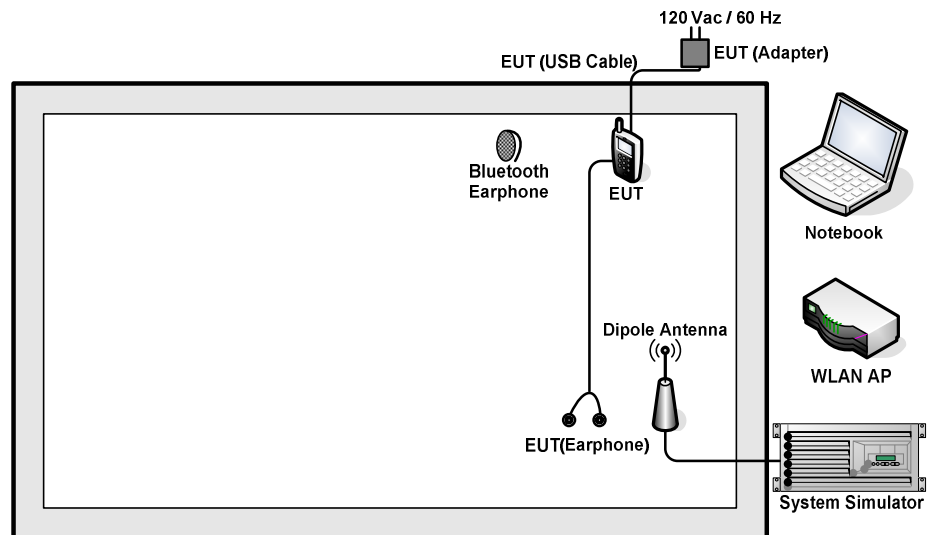 120 Vac / 60 Hz
EUT (Adapter)
EUT (USB Cable)
Bluetooth
Earphone
EUT
Notebook
Dipole Antenna
WLAN AP
EUT(Earphone)
System Simulator